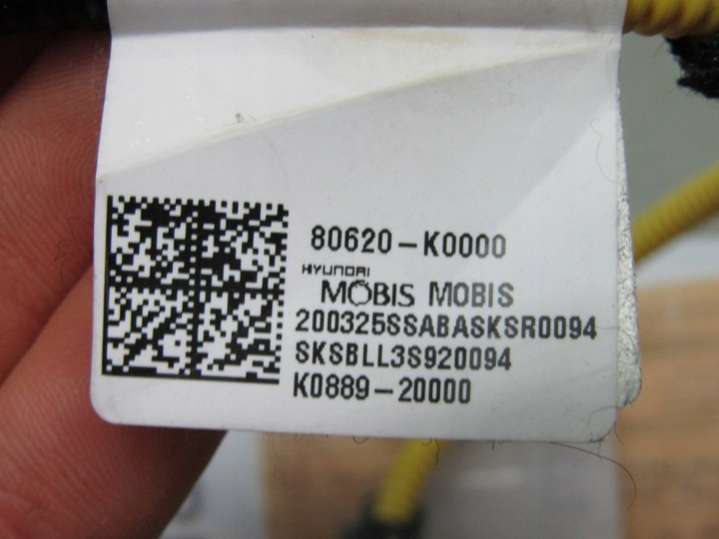 80620-K0000
HYUNDAI
MOBIS MOBIS
200325SSABASKSR0094
SKSBLL3S920094
K0889-20000